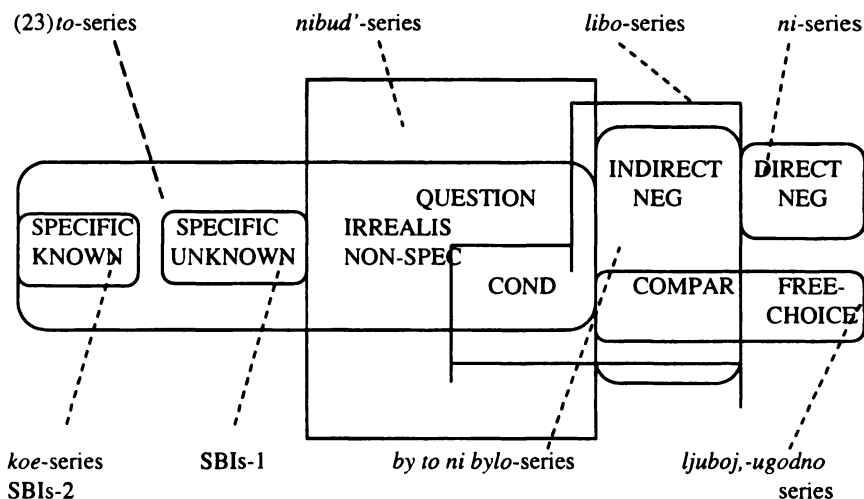 (23) to-series nibud'-series libo-series ni-series
QUESTION INDIRECT DIRECT
SPECIFIC SPECIFIC IRREALIS NEG NEG
KNOWN UNKNOWN NON-SPEC
COND COMPAR FREE-
CHOICE
koe-series SBIs-1 by to ni bylo-series ljuboj,-ugodno
SBIs-2 series